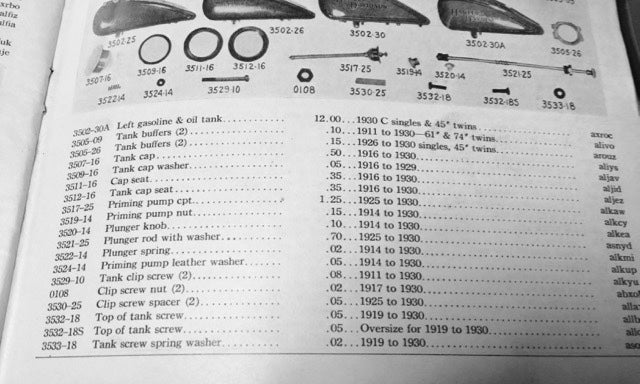 3502-25
3502-26
3502-30
3502-30A
3505-26
3507-16
3509-16
3511-16
3512-16
3517-25
3519-14
3520-14
3521-25
3522-14
3524-14
3529-10
0108
3530-25
3532-18
3532-18S
3533-18
3502-30A Left gasoline & oil tank.......... 12.00...1930 C singles & 45" twins.......... axroc
3505-09 Tank buffers (2).......... .10...1911 to 1930—61" & 74" twins.......... alivo
3505-26 Tank buffers (2).......... .15...1926 to 1930 singles, 45" twins.......... arouz
3507-16 Tank cap.......... .50...1916 to 1930.......... aliys
3509-16 Tank cap washer.......... .05...1916 to 1929.......... aljav
3511-16 Cap seat.......... .35...1916 to 1930.......... aljid
3512-16 Tank cap seat.......... .35...1916 to 1930.......... aljez
3517-25 Priming pump cpt........... 1.25...1925 to 1930.......... alkaw
3519-14 Priming pump nut.......... .15...1914 to 1930.......... alkcy
3520-14 Plunger knob.......... .10...1914 to 1930.......... alkea
3521-25 Plunger rod with washer.......... .70...1925 to 1930.......... asnyd
3522-14 Plunger spring.......... .02...1914 to 1930.......... alkmi
3524-14 Priming pump leather washer.......... .05...1914 to 1930.......... alkup
3529-10 Tank clip screw (2).......... .08...1911 to 1930.......... alkyu
0108 Clip screw nut (2).......... .02...1917 to 1930..........
3530-25 Clip screw spacer (2).......... .05...1925 to 1930..........
3532-18 Top of tank screw.......... .05...1919 to 1930..........
3532-18S Top of tank screw.......... .05...Oversize for 1919 to 1930..........
3533-18 Tank screw spring washer.......... .02...1919 to 1930..........